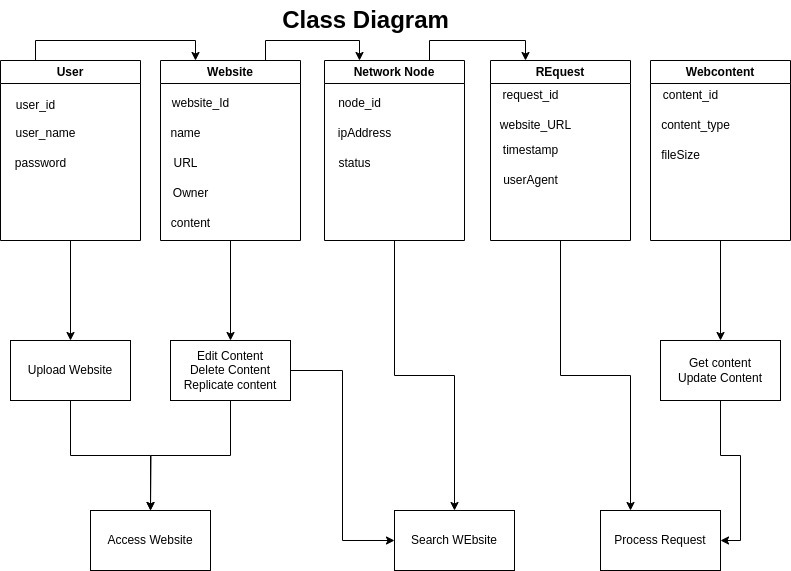 Class Diagram
User
user_id
user_name
password
Website
website_Id
name
URL
Owner
content
Network Node
node_id
ipAddress
status
REquest
request_id
website_URL
timestamp
userAgent
Webcontent
content_id
content_type
fileSize
Upload Website
Edit Content
Delete Content
Replicate content
Get content
Update Content
Access Website
Search WEbsite
Process Request